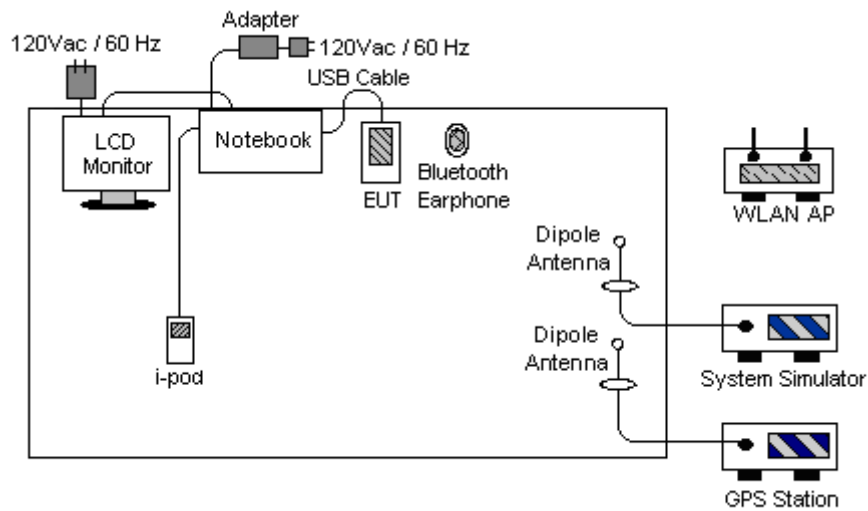 Adapter
120Vac / 60 Hz
120Vac / 60 Hz
USB Cable
LCD
Monitor
Notebook
EUT
Bluetooth
Earphone
WLAN AP
Dipole
Antenna
System Simulator
Dipole
Antenna
i-pod
GPS Station